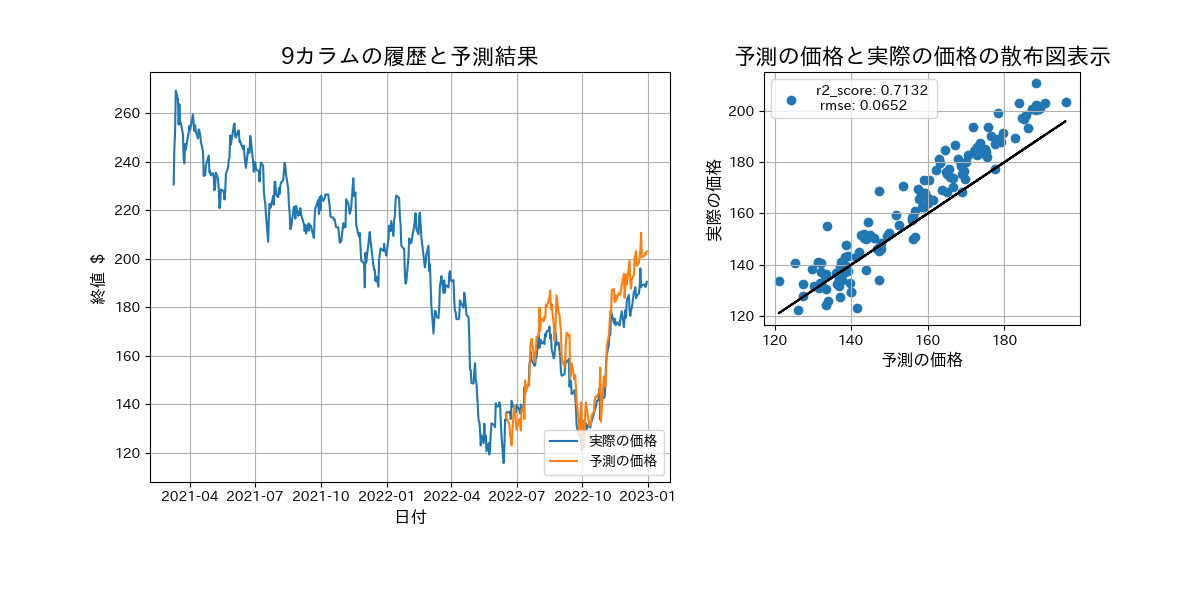 9カラムの履歴と予測結果
終値 $
260
240
220
200
180
160
140
120
2021-04
2021-07
2021-10
2022-01
2022-04
2022-07
2022-10
2023-01
日付
実際の価格
予測の価格
予測の価格と実際の価格の散布図表示
r2_score: 0.7132
rmse: 0.0652
実際の価格
200
180
160
140
120
120
140
160
180
予測の価格